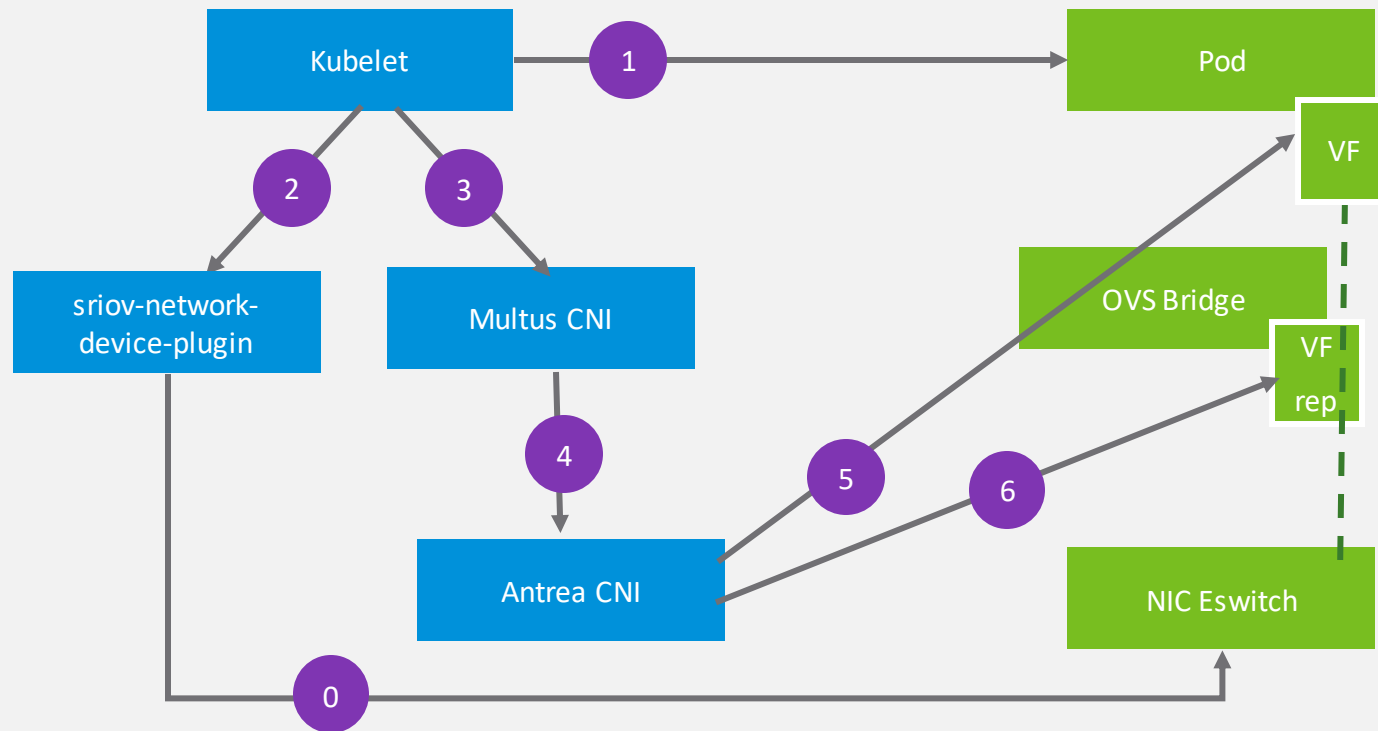 Kubelet
1
Pod
VF
2
3
sriov-network-
device-plugin
Multus CNI
OVS Bridge
VF
rep
4
5
6
Antrea CNI
NIC Eswitch
0